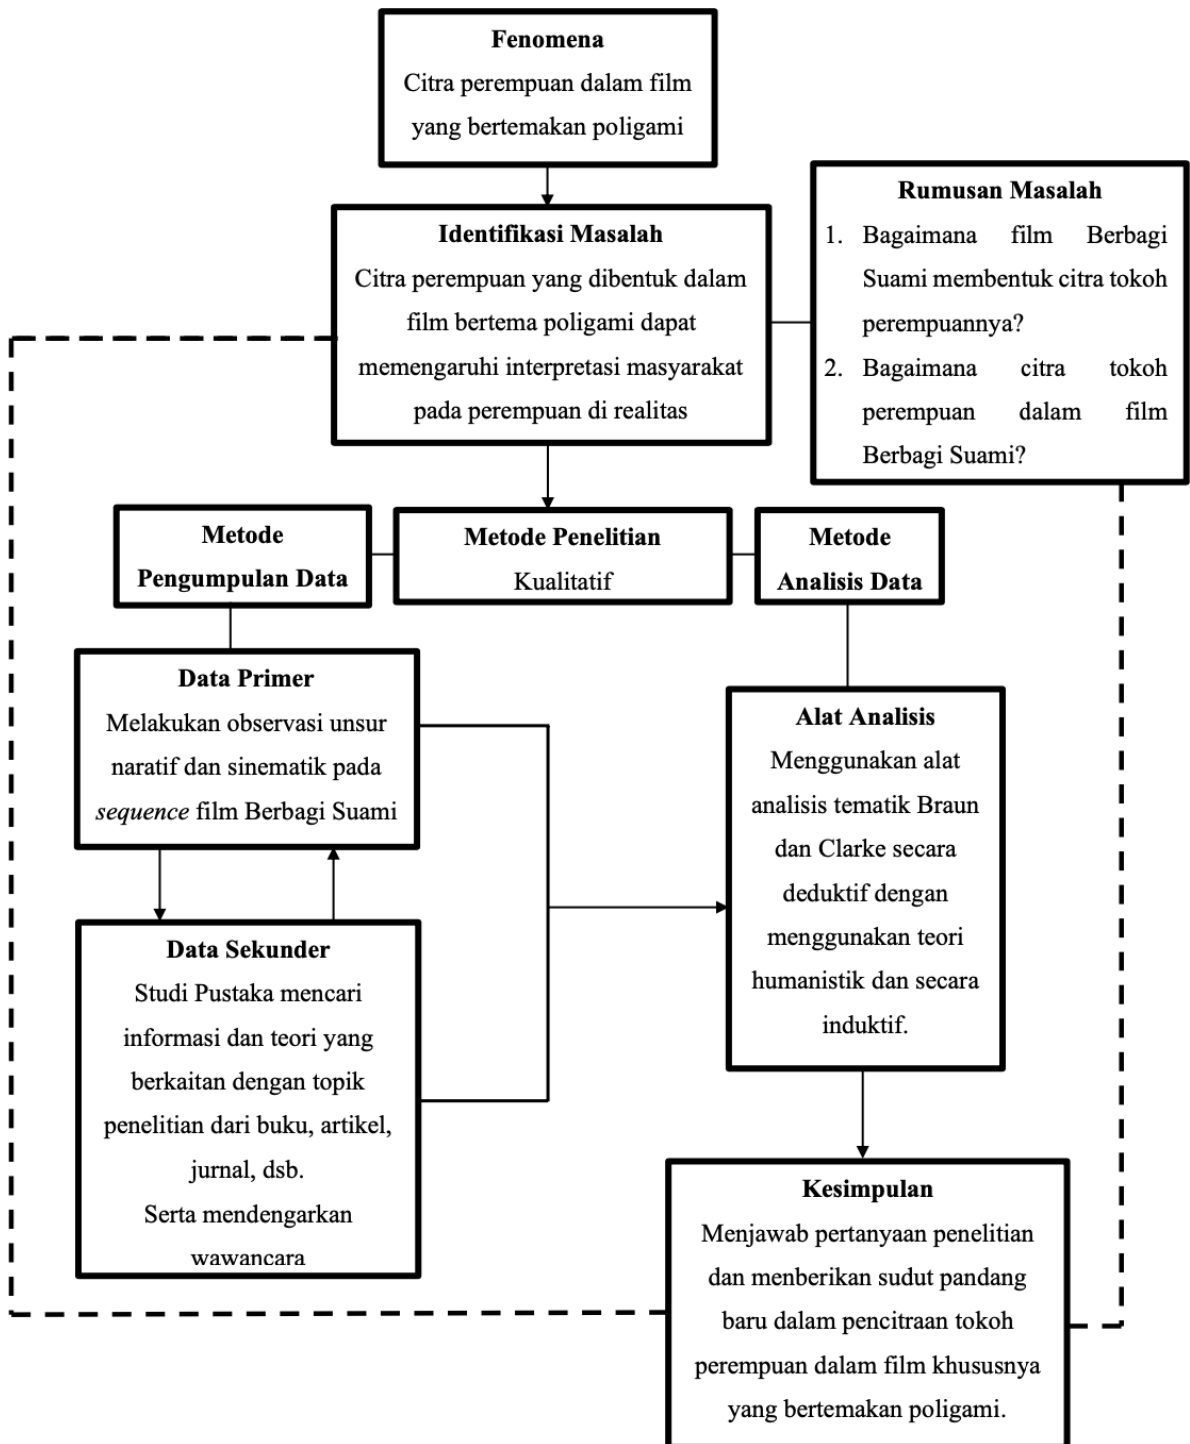 Fenomena
Citra perempuan dalam film
yang bertemakan poligami
Identifikasi Masalah
Citra perempuan yang dibentuk dalam
film bertema poligami dapat
memengaruhi interpretasi masyarakat
pada perempuan di realitas
Rumusan Masalah
1. Bagaimana film Berbagi
Suami membentuk citra tokoh
perempuannya?
2. Bagaimana citra tokoh
perempuan dalam film
Berbagi Suami?
Metode
Pengumpulan Data
Metode Penelitian
Kualitatif
Metode
Analisis Data
Data Primer
Melakukan observasi unsur
naratif dan sinematik pada
sequence film Berbagi Suami
Data Sekunder
Studi Pustaka mencari
informasi dan teori yang
berkaitan dengan topik
penelitian dari buku, artikel,
jurnal, dsb.
Serta mendengarkan
wawancara
Alat Analisis
Menggunakan alat
analisis tematik Braun
dan Clarke secara
deduktif dengan
menggunakan teori
humanistik dan secara
induktif.
Kesimpulan
Menjawab pertanyaan penelitian
dan menberikan sudut pandang
baru dalam pencitraan tokoh
perempuan dalam film khususnya
yang bertemakan poligami.